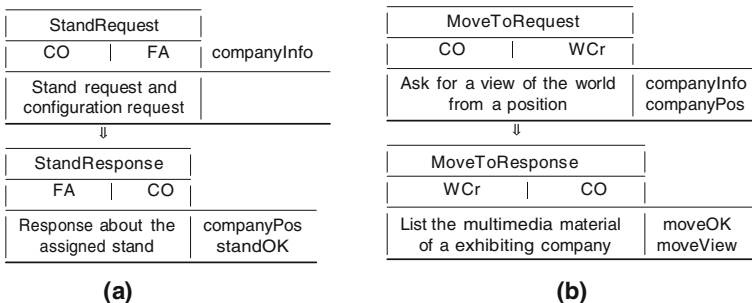 StandRequest
CO FA companyInfo
Stand request and
configuration request
⇓
StandResponse
FA CO
Response about the companyPos
assigned stand standOK
(a)
MoveToRequest
CO WCr
Ask for a view of the world companyInfo
from a position companyPos
⇓
MoveToResponse
WCr CO
List the multimedia material moveOK
of a exhibiting company moveView
(b)